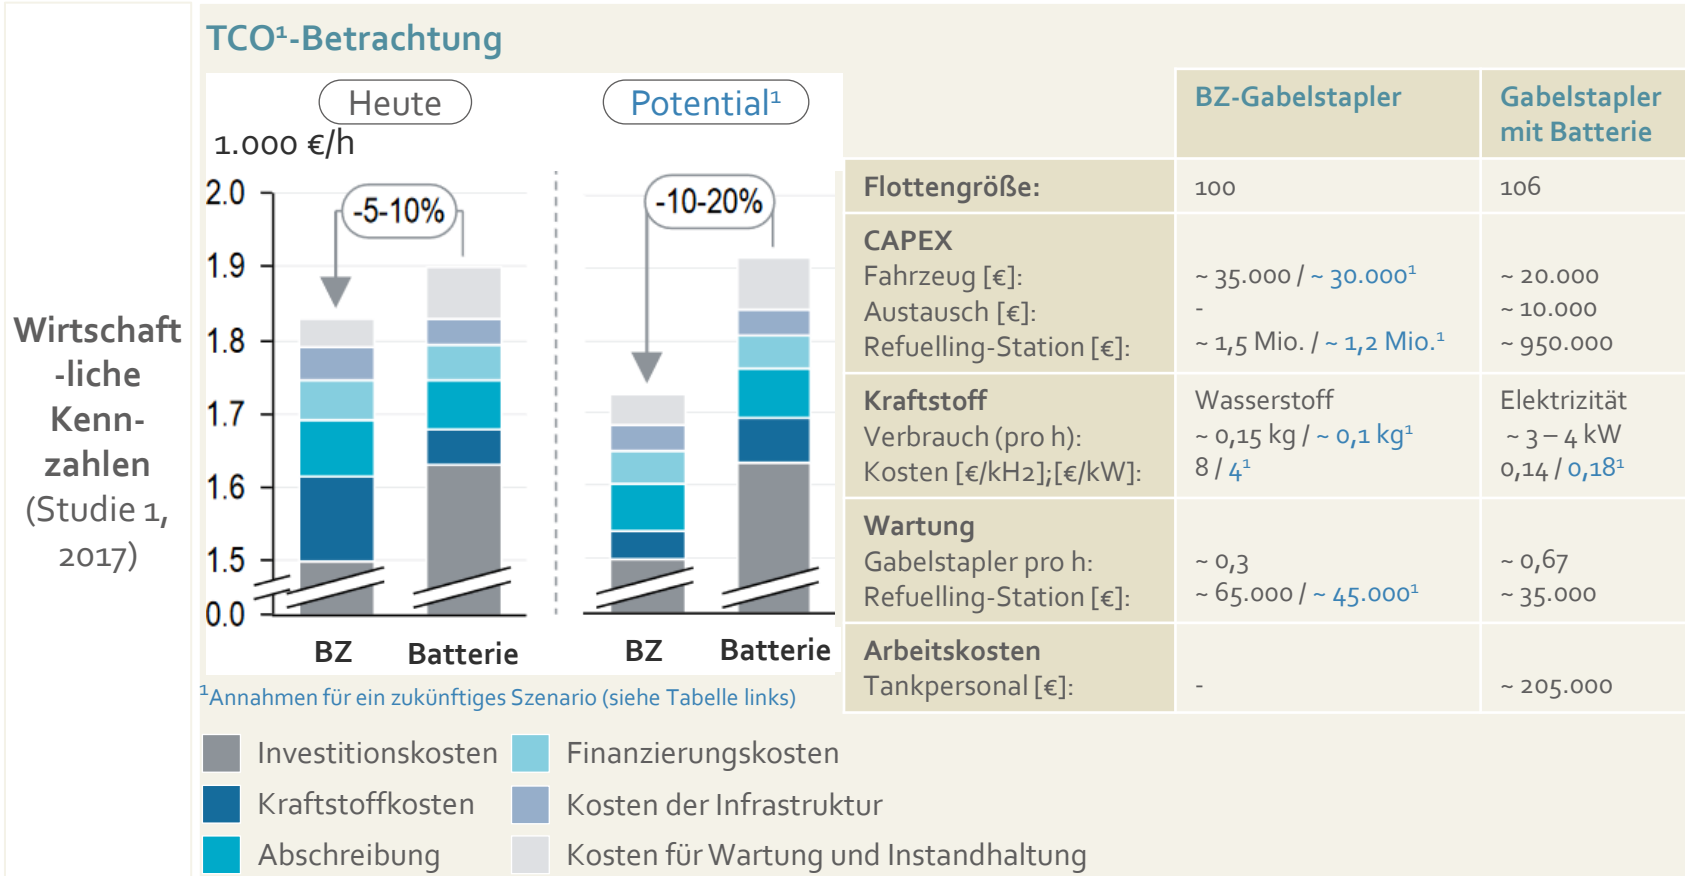 TCO¹-Betrachtung
Wirtschaft
-liche
Kenn-
zahlen
(Studie 1,
2017)
Heute
Potential¹
1.000 €/h
2.0
1.9
1.8
1.7
1.6
1.5
0.0
-5-10%
-10-20%
BZ
Batterie
BZ
Batterie
¹Annahmen für ein zukünftiges Szenario (siehe Tabelle links)
Investitionskosten
Finanzierungskosten
Kraftstoffkosten
Kosten der Infrastruktur
Abschreibung
Kosten für Wartung und Instandhaltung
BZ-Gabelstapler
Gabelstapler
mit Batterie
Flottengröße: 100 106
CAPEX
Fahrzeug [€]: ~ 35.000 / ~ 30.000¹ ~ 20.000
Austausch [€]: - ~ 10.000
Refuelling-Station [€]: ~ 1,5 Mio. / ~ 1,2 Mio.¹ ~ 950.000
Kraftstoff Wasserstoff Elektrizität
Verbrauch (pro h): ~ 0,15 kg / ~ 0,1 kg¹ ~ 3 – 4 kW
Kosten [€/kH2];[€/kW]: 8 / 4¹ 0,14 / 0,18¹
Wartung
Gabelstapler pro h: ~ 0,3 ~ 0,67
Refuelling-Station [€]: ~ 65.000 / ~ 45.000¹ ~ 35.000
Arbeitskosten
Tankpersonal [€]: - ~ 205.000